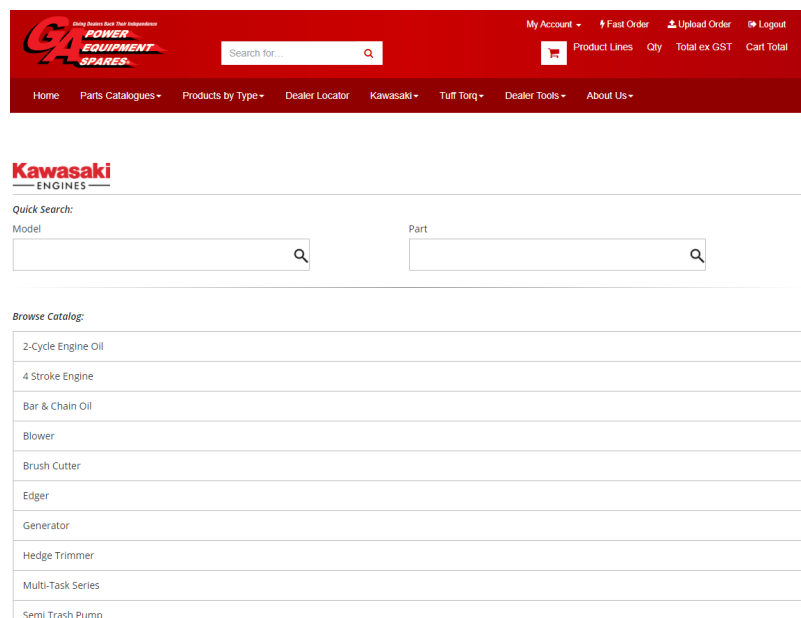 Giving Dealers Back Their Independence
GA POWER
EQUIPMENT
SPARES
My Account Fast Order Upload Order Logout
Search for...
Product Lines Qty Total ex GST Cart Total
Home Parts Catalogues Products by Type Dealer Locator Kawasaki Tuff Torq Dealer Tools About Us
Kawasaki
ENGINES
Quick Search:
Model Part
Browse Catalog:
2-Cycle Engine Oil
4 Stroke Engine
Bar & Chain Oil
Blower
Brush Cutter
Edger
Generator
Hedge Trimmer
Multi-Task Series
Semi Trash Pump